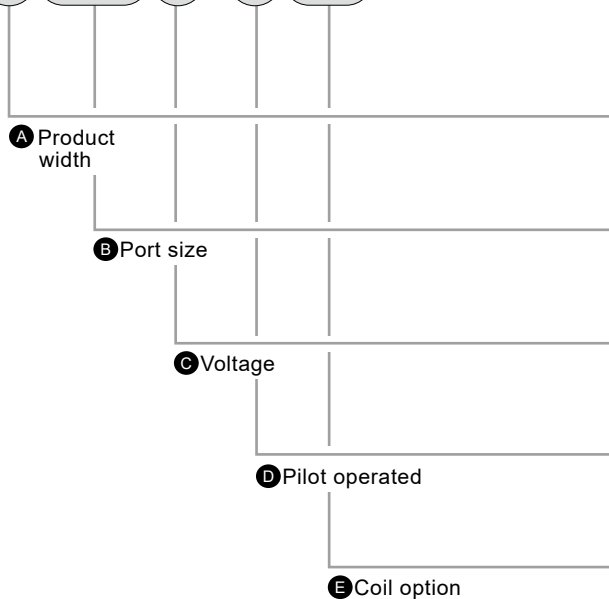 A Product
width
B Port size
C Voltage
D Pilot operated
E Coil option